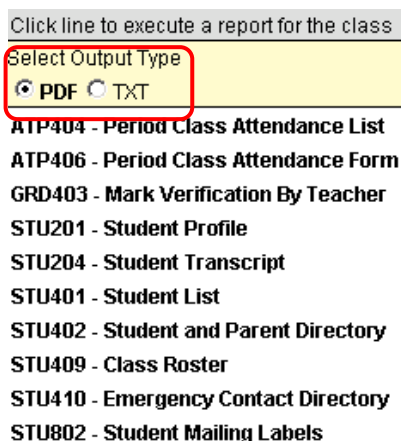 Click line to execute a report for the class
Select Output Type
PDF TXT
ATP404 - Period Class Attendance List
ATP406 - Period Class Attendance Form
GRD403 - Mark Verification By Teacher
STU201 - Student Profile
STU204 - Student Transcript
STU401 - Student List
STU402 - Student and Parent Directory
STU409 - Class Roster
STU410 - Emergency Contact Directory
STU802 - Student Mailing Labels